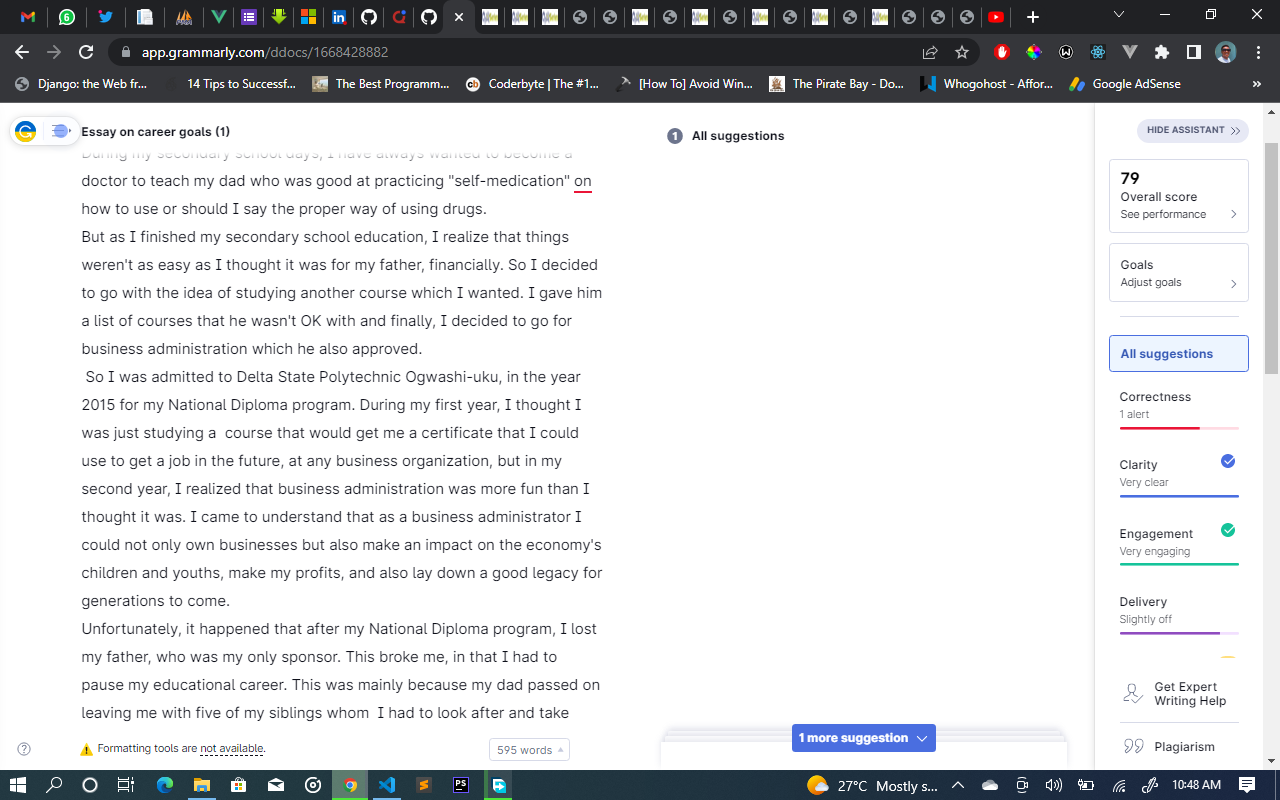 app.grammarly.com/ddocs/1668428882
Django: the Web fr...
14 Tips to Successf...
The Best Programm...
Coderbyte | The #1...
[How To] Avoid Win...
The Pirate Bay - Do...
Whogohost - Affor...
Google AdSense
»
Essay on career goals (1)
During my secondary school days, I have always wanted to become a
doctor to teach my dad who was good at practicing "self-medication" on
how to use or should I say the proper way of using drugs.
But as I finished my secondary school education, I realize that things
weren't as easy as I thought it was for my father, financially. So I decided
to go with the idea of studying another course which I wanted. I gave him
a list of courses that he wasn't OK with and finally, I decided to go for
business administration which he also approved.
So I was admitted to Delta State Polytechnic Ogwashi-uku, in the year
2015 for my National Diploma program. During my first year, I thought I
was just studying a  course that would get me a certificate that I could
use to get a job in the future, at any business organization, but in my
second year, I realized that business administration was more fun than I
thought it was. I came to understand that as a business administrator I
could not only own businesses but also make an impact on the economy's
children and youths, make my profits, and also lay down a good legacy for
generations to come.
Unfortunately, it happened that after my National Diploma program, I lost
my father, who was my only sponsor. This broke me, in that I had to
pause my educational career. This was mainly because my dad passed on
leaving me with five of my siblings whom  I had to look after and take
Formatting tools are not available.
595 words
1 All suggestions
1 more suggestion
HIDE ASSISTANT
79
Overall score
See performance
Goals
Adjust goals
All suggestions
Correctness
1 alert
Clarity
Very clear
Engagement
Very engaging
Delivery
Slightly off
Get Expert
Writing Help
Plagiarism
27°C Mostly s...
10:48 AM